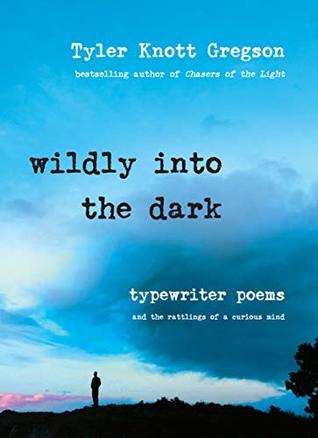 Tyler Knott Gregson
bestselling author of Chasers of the Light
wildly into
the dark
typewriter poems
and the rattlings of a curious mind